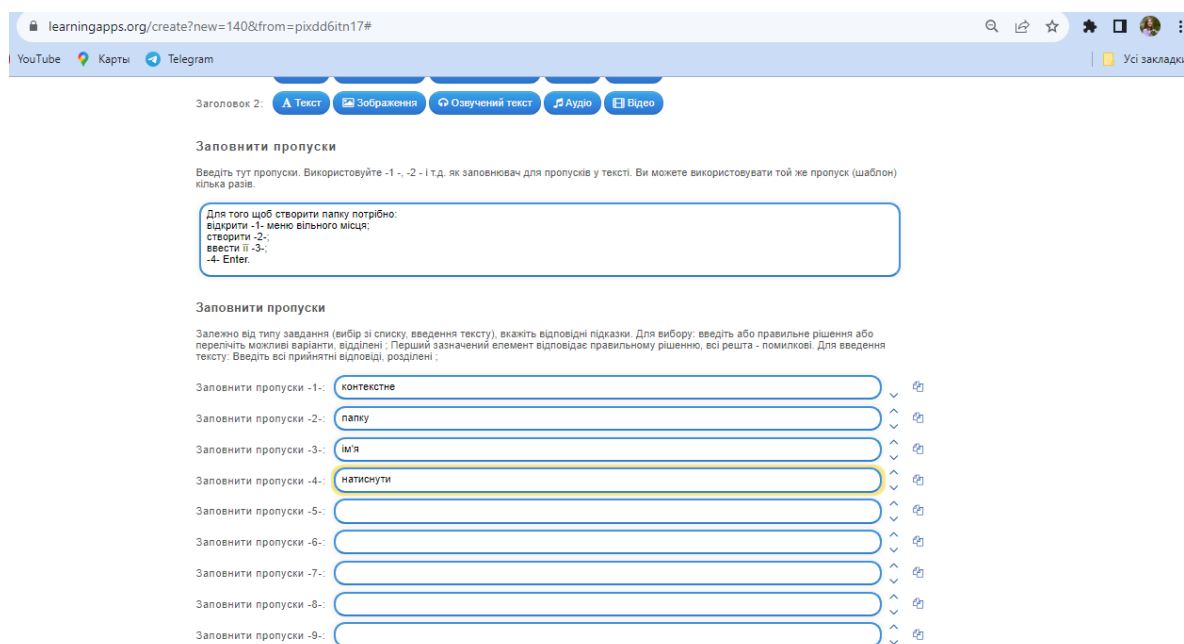 learningapps.org/create?new=140&from=pixdd6itn17#
YouTube Карты Telegram Усі закладки
Заголовок 2: Текст Зображення Озвучений текст Аудіо Відео
Заповнити пропуски
Введіть тут пропуски. Використовуйте -1 -, -2 - і т.д. як заповнювач для пропусків у тексті. Ви можете використовувати той же пропуск (шаблон)
кілька разів.
Для того щоб створити папку потрібно:
відкрити -1- меню вільного місця;
створити -2-;
ввести її -3-;
-4- Enter.
Заповнити пропуски
Залежно від типу завдання (вибір зі списку, введення тексту), вкажіть відповідні підказки. Для вибору: введіть або правильне рішення або
перелічіть можливі варіанти, відділені ; Перший зазначений елемент відповідає правильному рішенню, всі решта - помилкові. Для введення
тексту: Введіть всі прийнятні відповіді, розділені ;
Заповнити пропуски -1-: контекстне
Заповнити пропуски -2-: папку
Заповнити пропуски -3-: ім'я
Заповнити пропуски -4-: натиснути
Заповнити пропуски -5-:
Заповнити пропуски -6-:
Заповнити пропуски -7-:
Заповнити пропуски -8-:
Заповнити пропуски -9-: